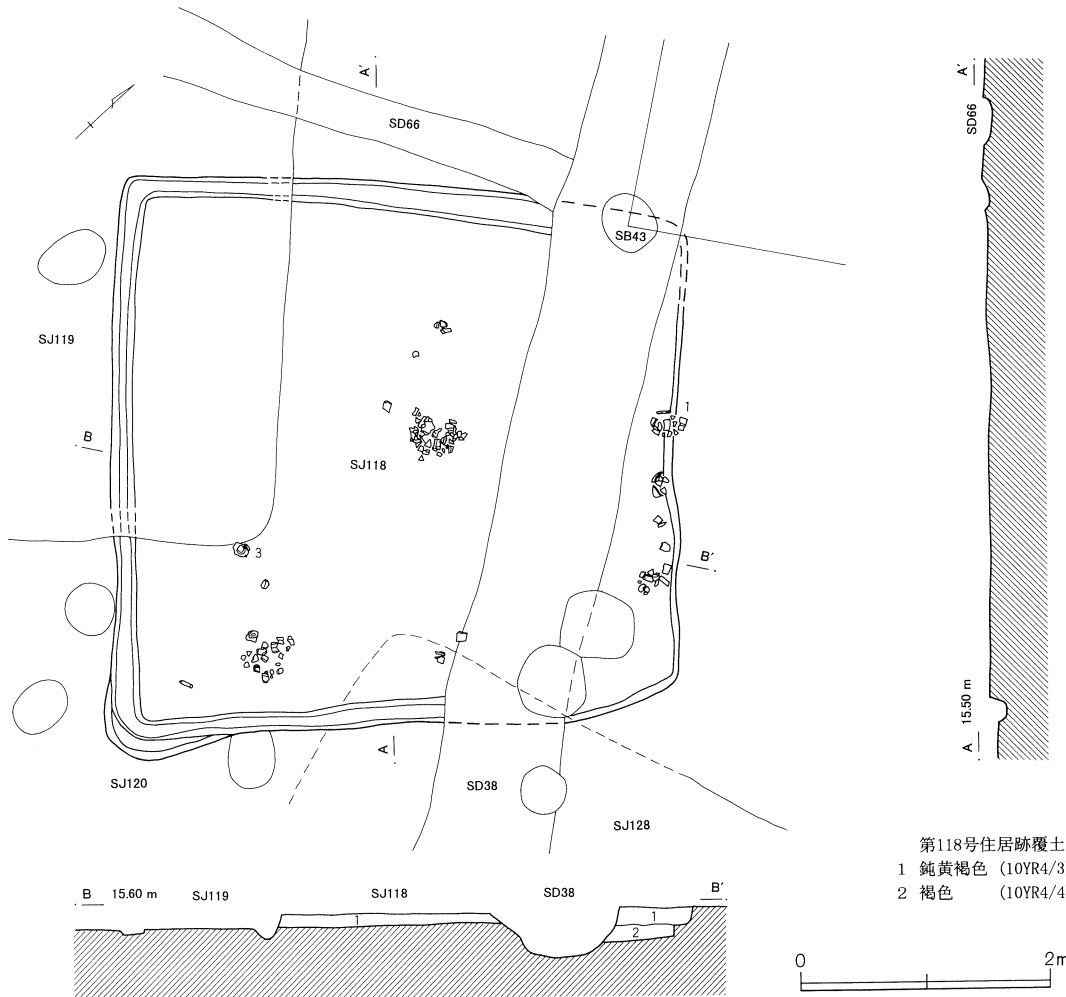 A'
SD66
SB43
SJ119
1
B
SJ118
3
B'
A
SJ120
SD38
SJ128
A'
SD66
15.50 m
A
第118号住居跡覆土
1 鈍黄褐色 (10YR4/3
2 褐色 (10YR4/4
B 15.60 m SJ119 SJ118 SD38 B'
1 1
2
0 2m